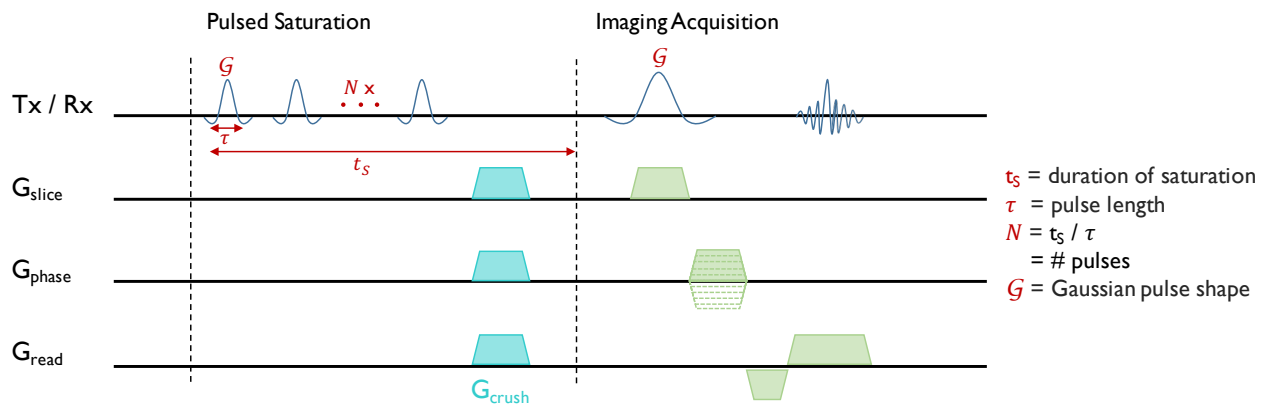 Pulsed Saturation
Imaging Acquisition
𝒢
𝒢
N x
Tx / Rx
τ
t_S
G_slice
G_phase
G_read
G_crush
t_S = duration of saturation
τ = pulse length
N = t_S / τ
= # pulses
𝒢 = Gaussian pulse shape